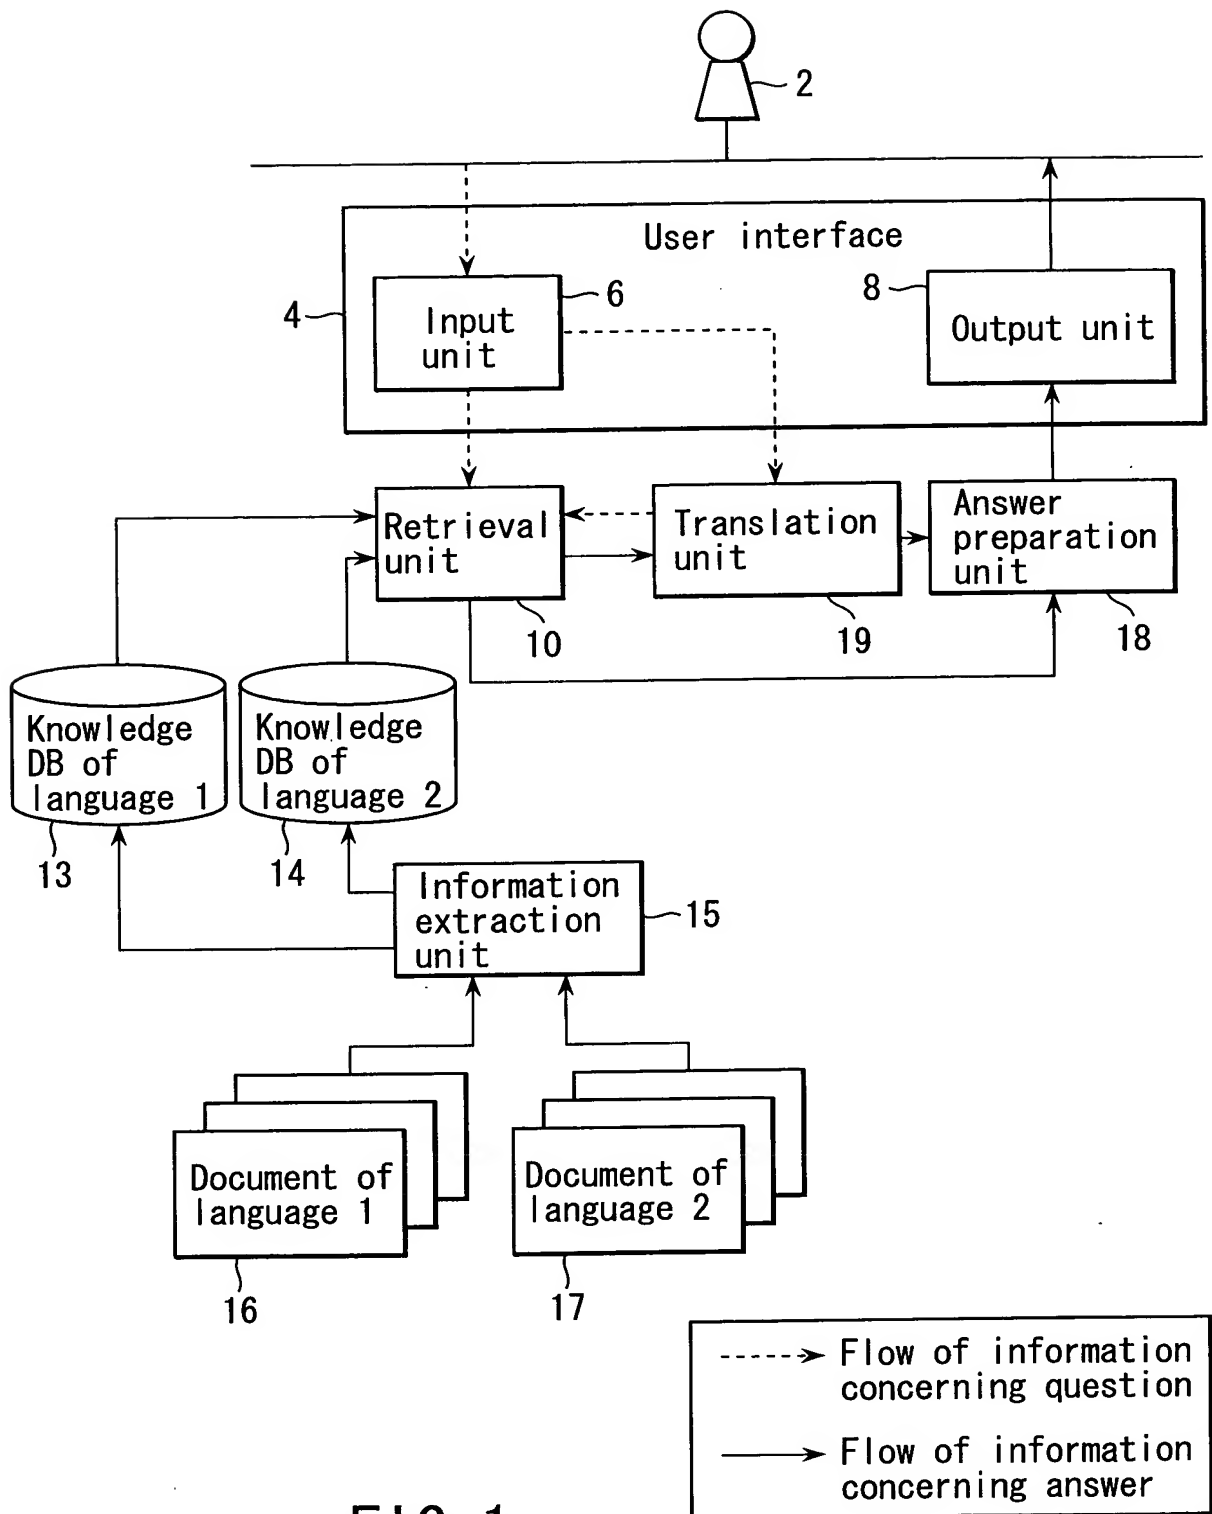 2
User interface
4
6
8
Input
unit
Output unit
Retrieval
unit
Translation
unit
Answer
preparation
unit
10
19
18
Knowledge
DB of
language 1
Knowledge
DB of
language 2
13
14
Information
extraction
unit
15
Document of
language 1
Document of
language 2
16
17
Flow of information
concerning question
Flow of information
concerning answer
FIG. 1